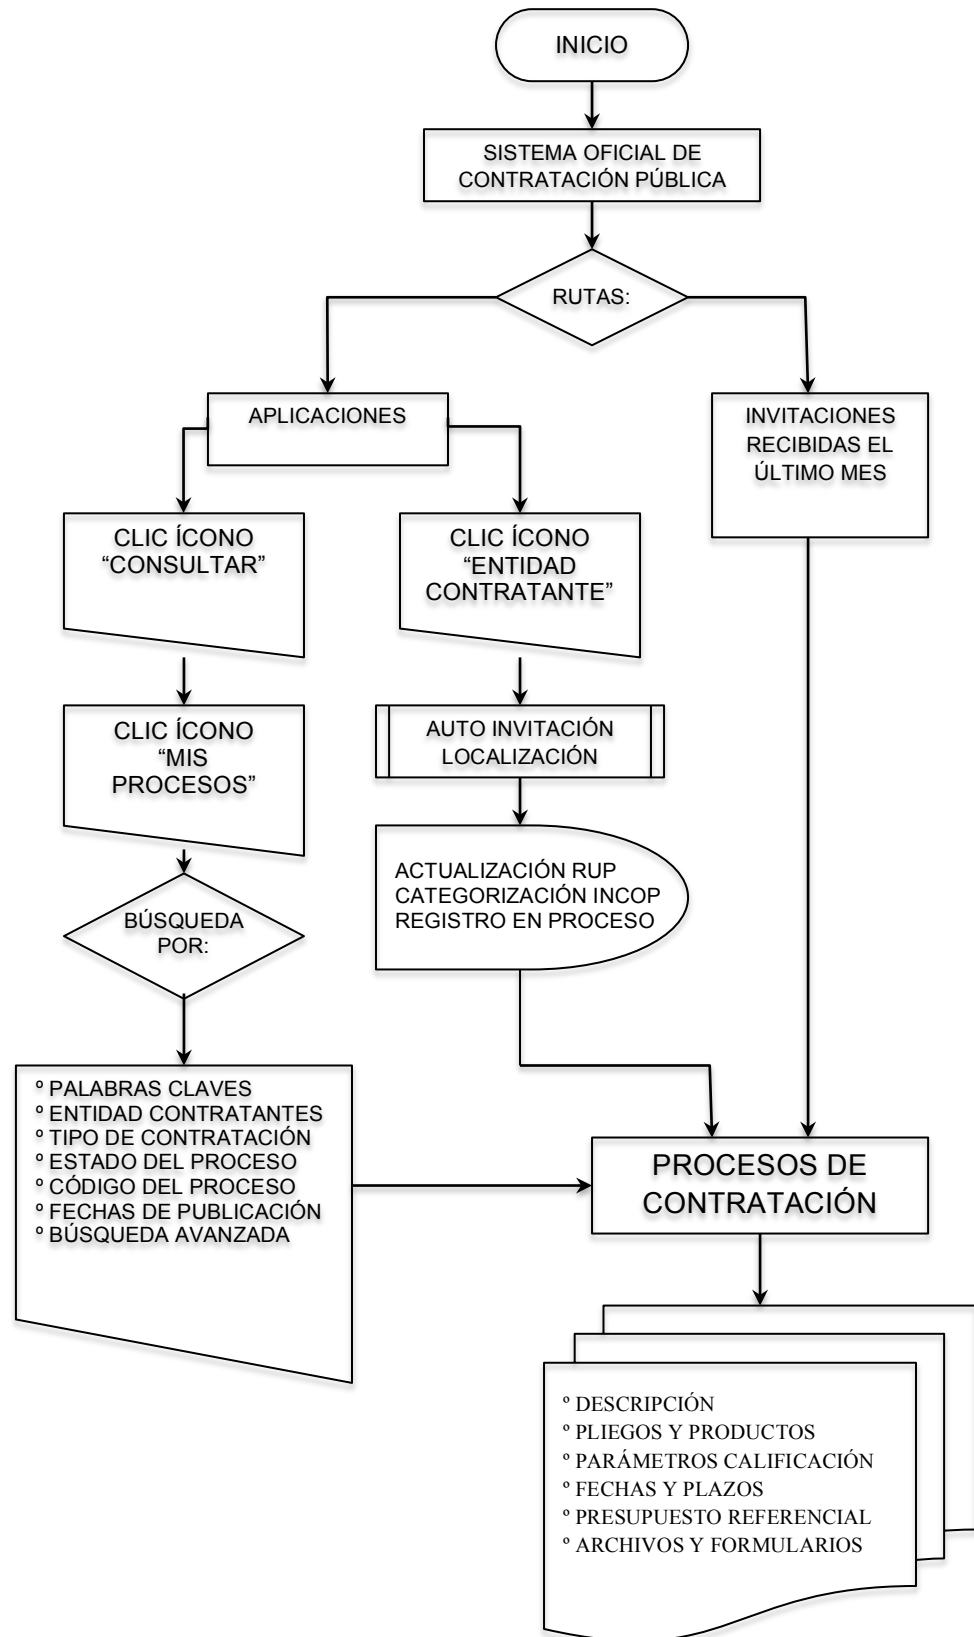 INICIO
SISTEMA OFICIAL DE
CONTRATACIÓN PÚBLICA
RUTAS:
APLICACIONES
INVITACIONES
RECIBIDAS EL
ÚLTIMO MES
CLIC ÍCONO
“CONSULTAR”
CLIC ÍCONO
“ENTIDAD
CONTRATANTE”
CLIC ÍCONO
“MIS
PROCESOS”
AUTO INVITACIÓN
LOCALIZACIÓN
ACTUALIZACIÓN RUP
CATEGORIZACIÓN INCOP
REGISTRO EN PROCESO
BÚSQUEDA
POR:
º PALABRAS CLAVES
º ENTIDAD CONTRATANTES
º TIPO DE CONTRATACIÓN
º ESTADO DEL PROCESO
º CÓDIGO DEL PROCESO
º FECHAS DE PUBLICACIÓN
º BÚSQUEDA AVANZADA
PROCESOS DE
CONTRATACIÓN
º DESCRIPCIÓN
º PLIEGOS Y PRODUCTOS
º PARÁMETROS CALIFICACIÓN
º FECHAS Y PLAZOS
º PRESUPUESTO REFERENCIAL
º ARCHIVOS Y FORMULARIOS